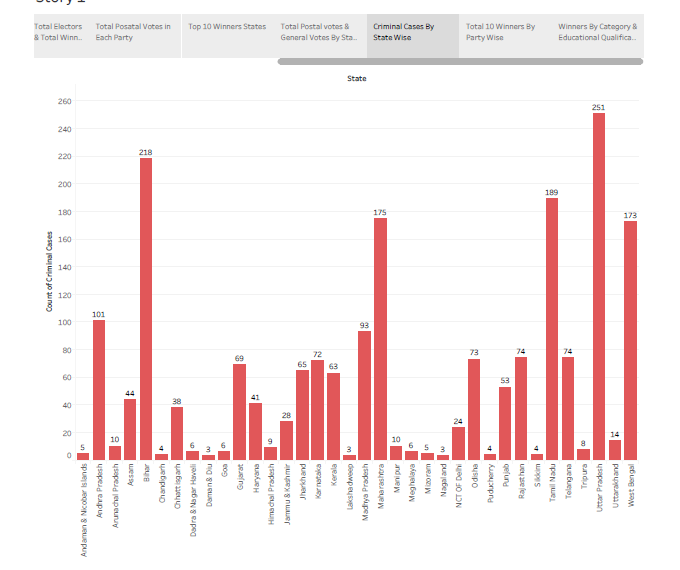 Story 1
Total Electors
& Total Winn..
Total Posatal Votes in
Each Party
Top 10 Winners States
Total Postal votes &
General Votes By Sta..
Criminal Cases By
State Wise
Total 10 Winners By
Party Wise
Winners By Category &
Educational Qualifica..
State
Count of Criminal Cases
260
240
220
200
180
160
140
120
100
80
60
40
20
0
5
101
10
44
218
4
38
6
3
6
69
41
9
28
65
72
63
3
93
175
10
6
5
3
24
73
4
53
74
4
189
74
8
251
14
173
Andaman & Nicobar Islands
Andhra Pradesh
Arunachal Pradesh
Assam
Bihar
Chandigarh
Chhattisgarh
Dadra & Nagar Haveli
Daman & Diu
Goa
Gujarat
Haryana
Himachal Pradesh
Jammu & Kashmir
Jharkhand
Karnataka
Kerala
Lakshadweep
Madhya Pradesh
Maharashtra
Manipur
Meghalaya
Mizoram
Nagaland
NCT OF Delhi
Odisha
Puducherry
Punjab
Rajasthan
Sikkim
Tamil Nadu
Telangana
Tripura
Uttar Pradesh
Uttarakhand
West Bengal